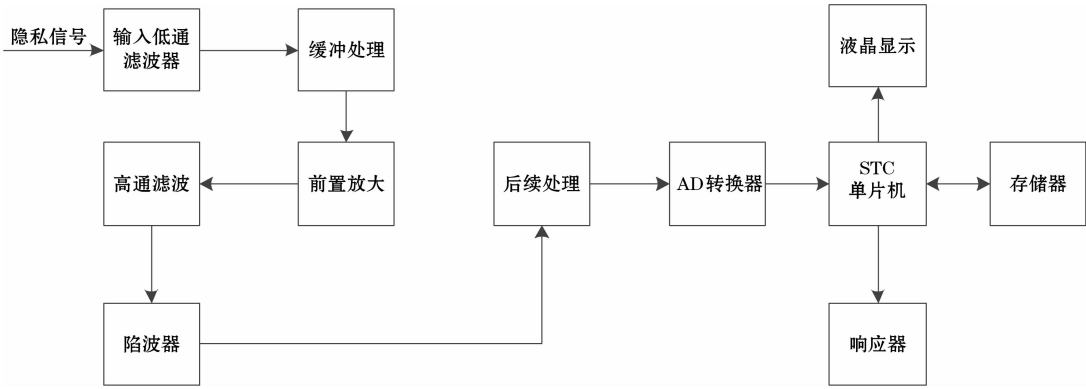 隐私信号
输入低通
滤波器
缓冲处理
液晶显示
高通滤波
前置放大
后续处理
AD转换器
STC
单片机
存储器
陷波器
响应器